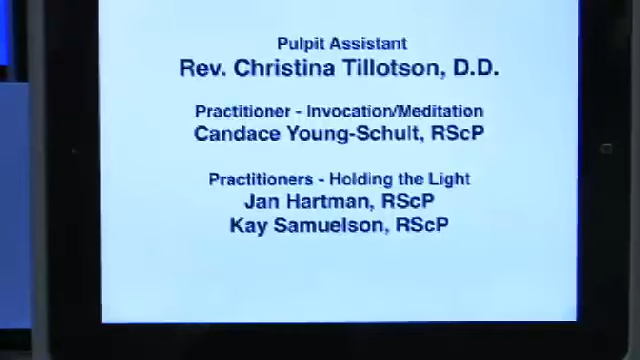 Pulpit Assistant
Rev. Christina Tillotson, D.D.
Practitioner - Invocation/Meditation
Candace Young-Schult, RScP
Practitioners - Holding the Light
Jan Hartman, RScP
Kay Samuelson, RScP